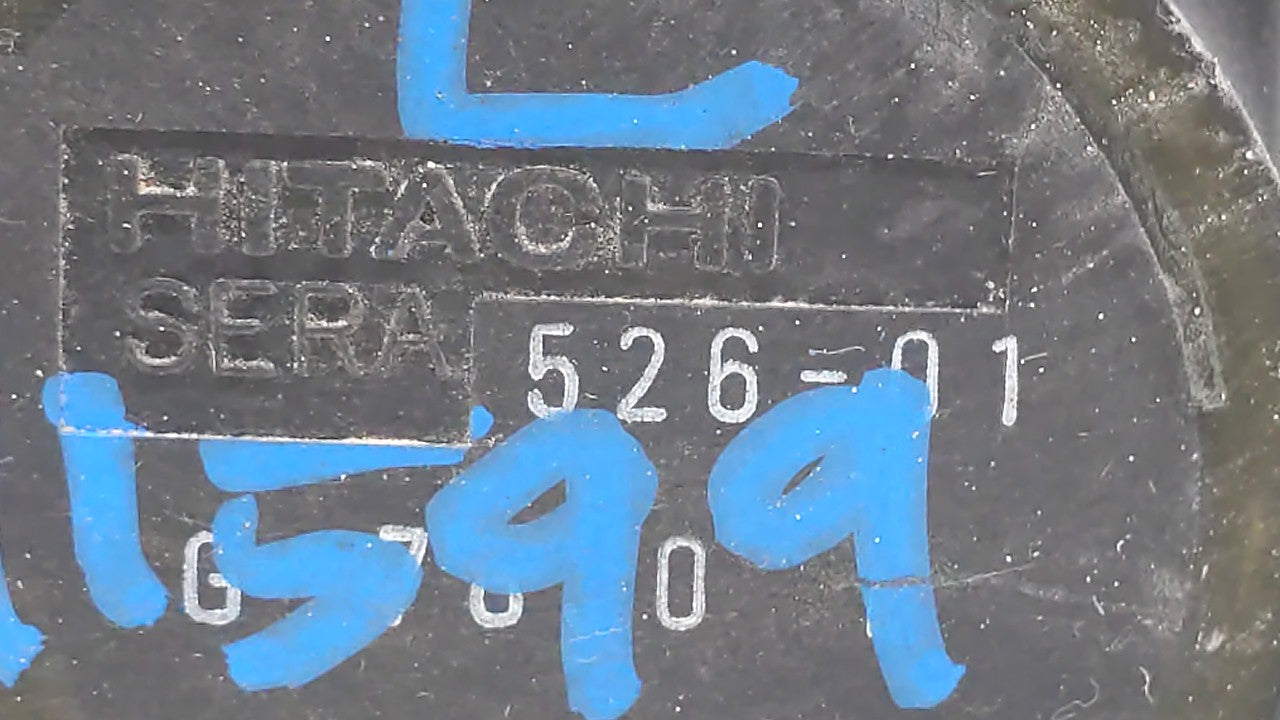 L
HITACHI
SERA
526-01
1599